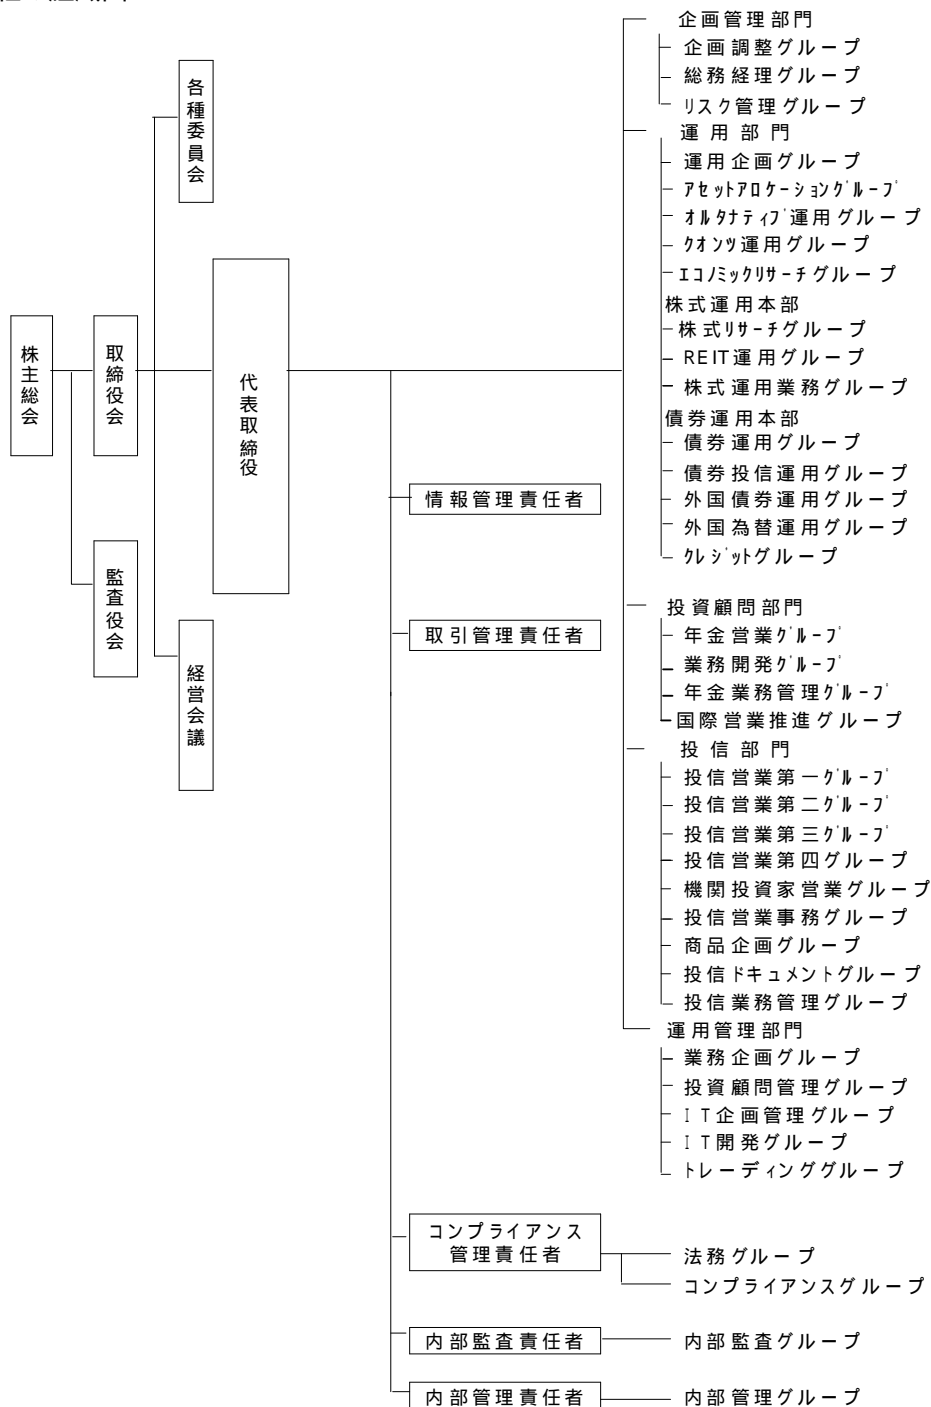 株主総会
取締役会
監査役会
各種委員会
代表取締役
経営会議
企画管理部門
企画調整グループ
総務経理グループ
リスク管理グループ
運用部門
運用企画グループ
アセットアロケーショングループ
オルタナティブ運用グループ
クオンツ運用グループ
エコノミックリサーチグループ
株式運用本部
株式リサーチグループ
REIT運用グループ
株式運用業務グループ
債券運用本部
債券運用グループ
債券投信運用グループ
外国債券運用グループ
外国為替運用グループ
クレジットグループ
情報管理責任者
取引管理責任者
投資顧問部門
年金営業グループ
業務開発グループ
年金業務管理グループ
国際営業推進グループ
投信部門
投信営業第一グループ
投信営業第二グループ
投信営業第三グループ
投信営業第四グループ
機関投資家営業グループ
投信営業事務グループ
商品企画グループ
投信ドキュメントグループ
投信業務管理グループ
運用管理部門
業務企画グループ
投資顧問管理グループ
IT企画管理グループ
IT開発グループ
トレーディンググループ
コンプライアンス
管理責任者
法務グループ
コンプライアンスグループ
内部監査責任者
内部監査グループ
内部管理責任者
内部管理グループ